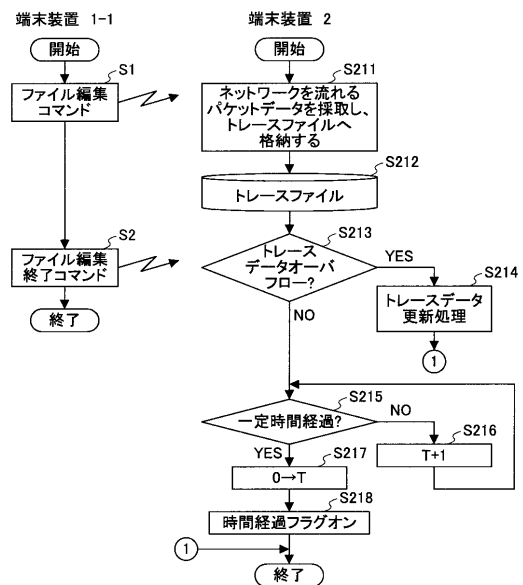 端末装置 1-1
端末装置 2
開始
開始
S1
ファイル編集
コマンド
S211
ネットワークを流れる
パケットデータを採取し、
トレースファイルへ
格納する
S212
トレースファイル
S2
ファイル編集
終了コマンド
終了
S213
トレース
データオーバ
フロー?
YES
NO
S214
トレースデータ
更新処理
1
S215
一定時間経過?
NO
YES
S216
T+1
S217
0→T
S218
時間経過フラグオン
1
終了